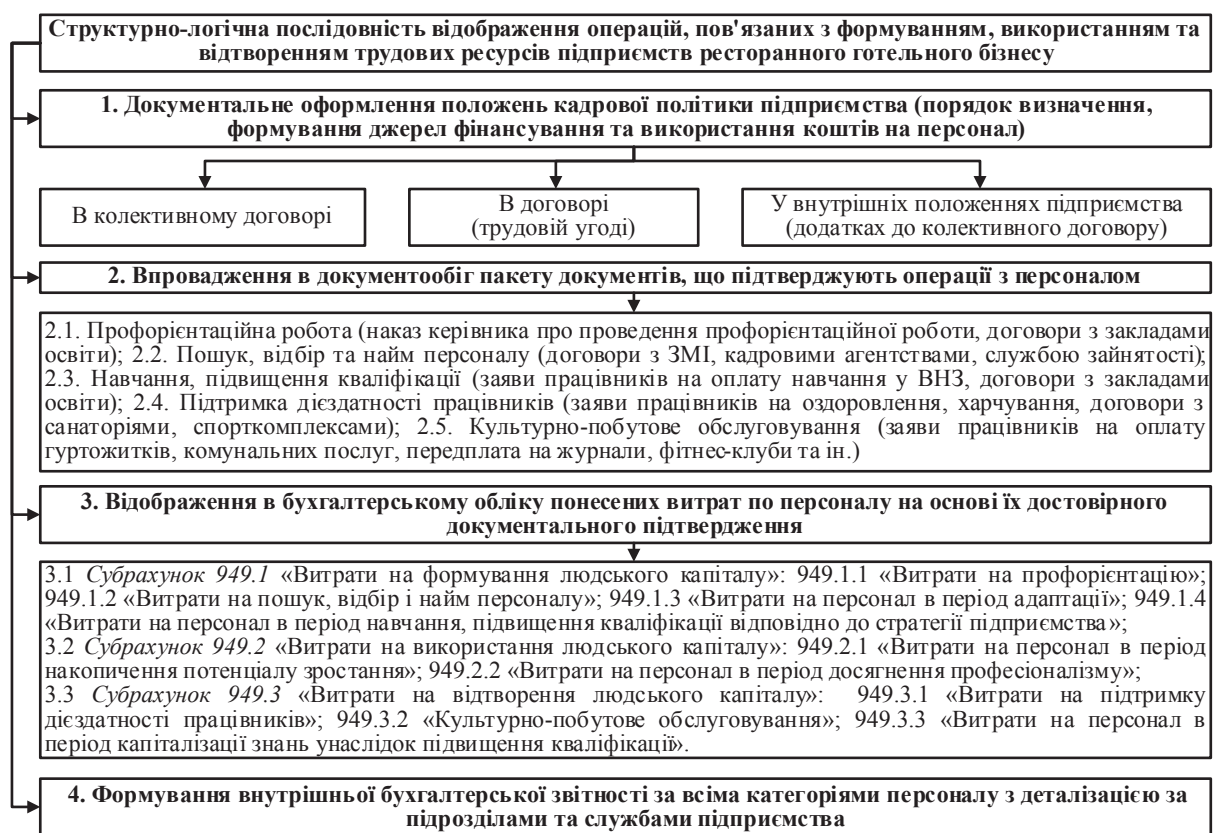 Структурно-логічна послідовність відображення операцій, пов'язаних з формуванням, використанням та
відтворенням трудових ресурсів підприємств ресторанного готельного бізнесу
1. Документальне оформлення положень кадрової політики підприємства (порядок визначення,
формування джерел фінансування та використання коштів на персонал)
В колективному договорі
В договорі
(трудовій угоді)
У внутрішніх положеннях підприємства
(додатках до колективного договору)
2. Впровадження в документообіг пакету документів, що підтверджують операції з персоналом
2.1. Профорієнтаційна робота (наказ керівника про проведення профорієнтаційної роботи, договори з закладами
освіти); 2.2. Пошук, відбір та найм персоналу (договори з ЗМІ, кадровими агентствами, службою зайнятості);
2.3. Навчання, підвищення кваліфікації (заяви працівників на оплату навчання у ВНЗ, договори з закладами
освіти); 2.4. Підтримка дієздатності працівників (заяви працівників на оздоровлення, харчування, договори з
санаторіями, спорткомплексами); 2.5. Культурно-побутове обслуговування (заяви працівників на оплату
гуртожитків, комунальних послуг, передплата на журнали, фітнес-клуби та ін.)
3. Відображення в бухгалтерському обліку понесених витрат по персоналу на основі їх достовірного
документального підтвердження
3.1 Субрахунок 949.1 «Витрати на формування людського капіталу»: 949.1.1 «Витрати на профорієнтацію»;
949.1.2 «Витрати на пошук, відбір і найм персоналу»; 949.1.3 «Витрати на персонал в період адаптації»; 949.1.4
«Витрати на персонал в період навчання, підвищення кваліфікації відповідно до стратегії підприємства»;
3.2 Субрахунок 949.2 «Витрати на використання людського капіталу»: 949.2.1 «Витрати на персонал в період
накопичення потенціалу зростання»; 949.2.2 «Витрати на персонал в період досягнення професіоналізму»;
3.3 Субрахунок 949.3 «Витрати на відтворення людського капіталу»: 949.3.1 «Витрати на підтримку
дієздатності працівників»; 949.3.2 «Культурно-побутове обслуговування»; 949.3.3 «Витрати на персонал в
період капіталізації знань унаслідок підвищення кваліфікації».
4. Формування внутрішньої бухгалтерської звітності за всіма категоріями персоналу з деталізацією за
підрозділами та службами підприємства